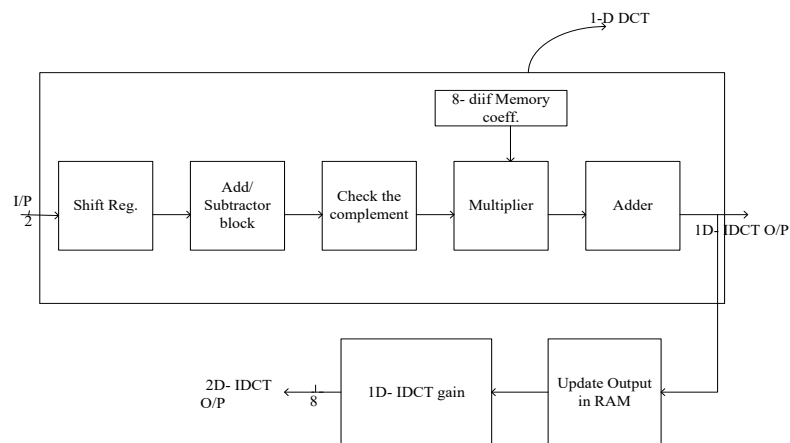 1-D DCT
8- diif Memory
coeff.
I/P
2
Shift Reg.
Add/
Subtractor
block
Check the
complement
Multiplier
Adder
1D- IDCT O/P
2D- IDCT
O/P
8
1D- IDCT gain
Update Output
in RAM